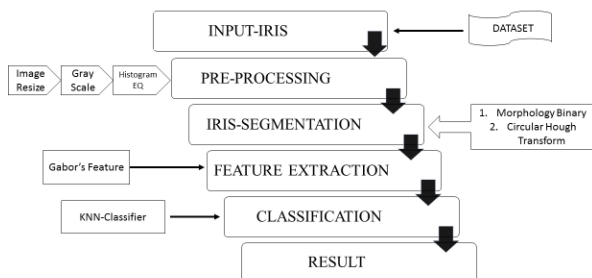 INPUT-IRIS
DATASET
Image
Resize
Gray
Scale
Histogram
EQ
PRE-PROCESSING
IRIS-SEGMENTATION
1. Morphology Binary
2. Circular Hough
Transform
Gabor's Feature
FEATURE EXTRACTION
KNN-Classifier
CLASSIFICATION
RESULT